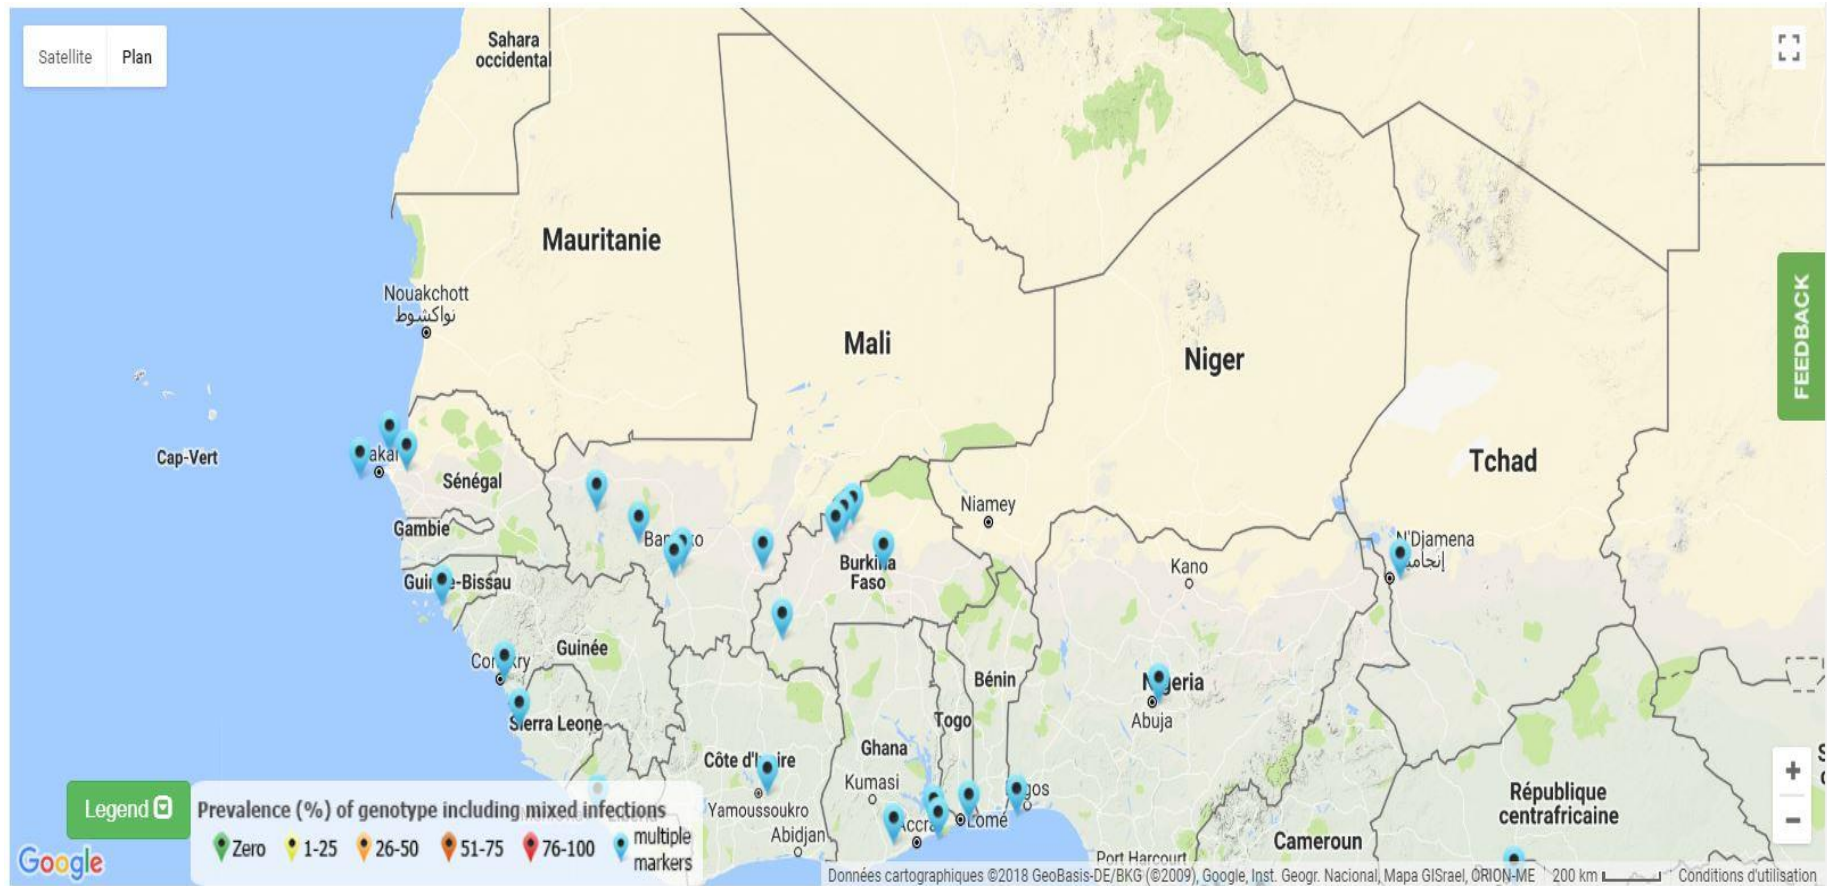 Satellite Plan
Sahara
occidental
Mauritanie
Nouakchott
نواكشوط
Mali
Niger
Tchad
FEEDBACK
Cap-Vert
akar
Sénégal
Gambie
Niamey
N'Djamena
Burkina
Faso
Kano
Guinée
Bénin
Abuja
Sierra Leone
Togo
Ghana
Kumasi
Yamoussoukro
Abidjan
Accra
Lomé
Port Harcourt
Cameroun
République
centrafricaine
Legend
Prevalence (%) of genotype including mixed infections
Zero 1-25 26-50 51-75 76-100 multiple
markers
Google
Données cartographiques ©2018 GeoBasis-DE/BKG (©2009), Google, Inst. Geogr. Nacional, Mapa GISrael, ORION-ME 200 km Conditions d'utilisation